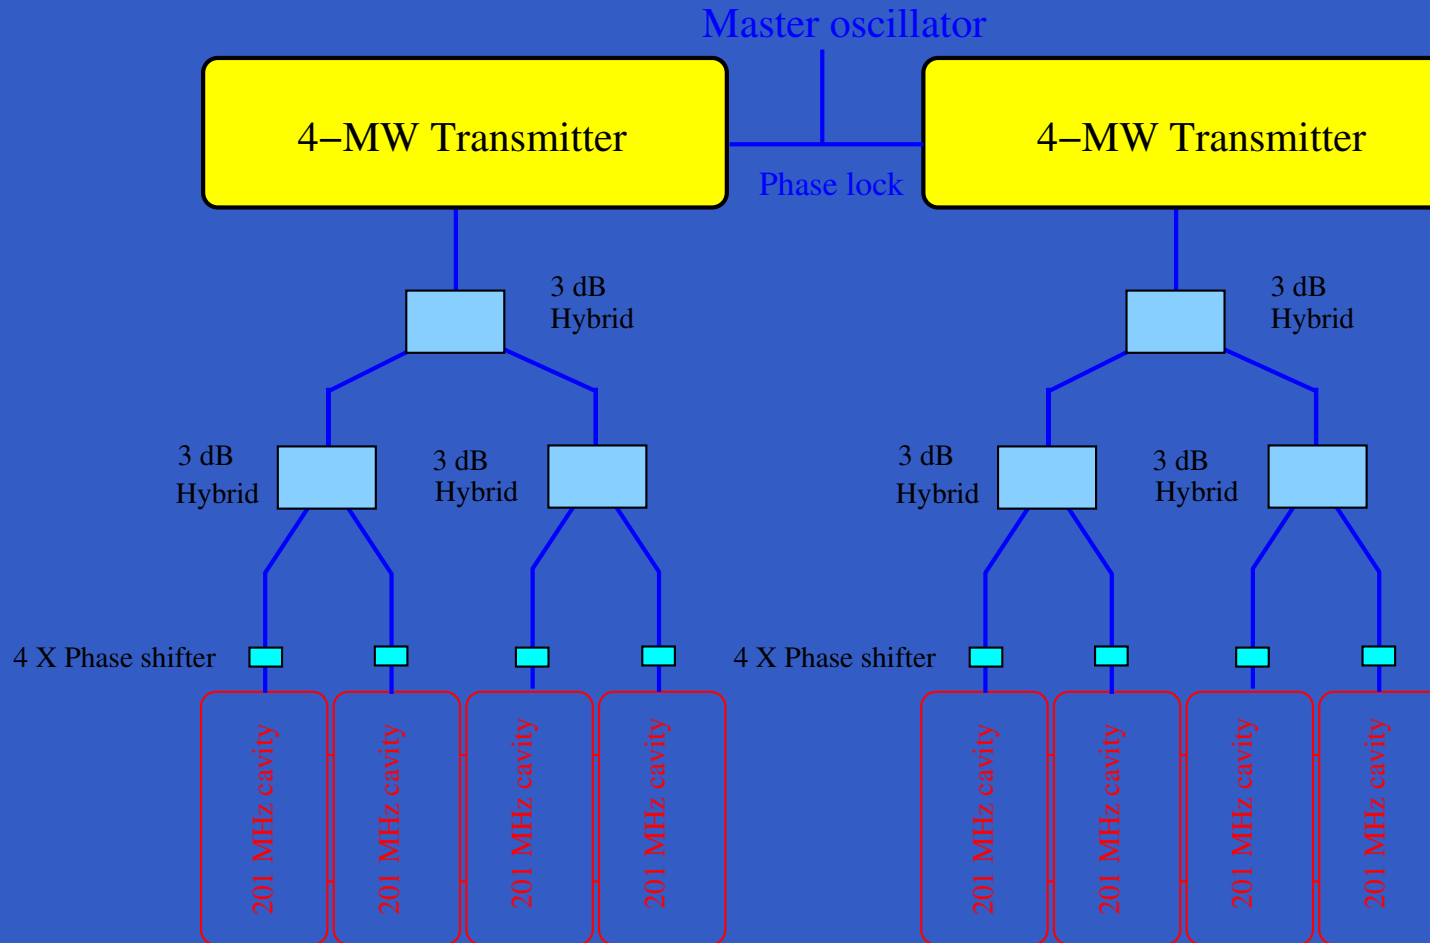 Master oscillator
4−MW Transmitter
4−MW Transmitter
Phase lock
3 dB
Hybrid
3 dB
Hybrid
3 dB
Hybrid
3 dB
Hybrid
3 dB
Hybrid
3 dB
Hybrid
4 X Phase shifter
4 X Phase shifter
201 MHz cavity
201 MHz cavity
201 MHz cavity
201 MHz cavity
201 MHz cavity
201 MHz cavity
201 MHz cavity
201 MHz cavity